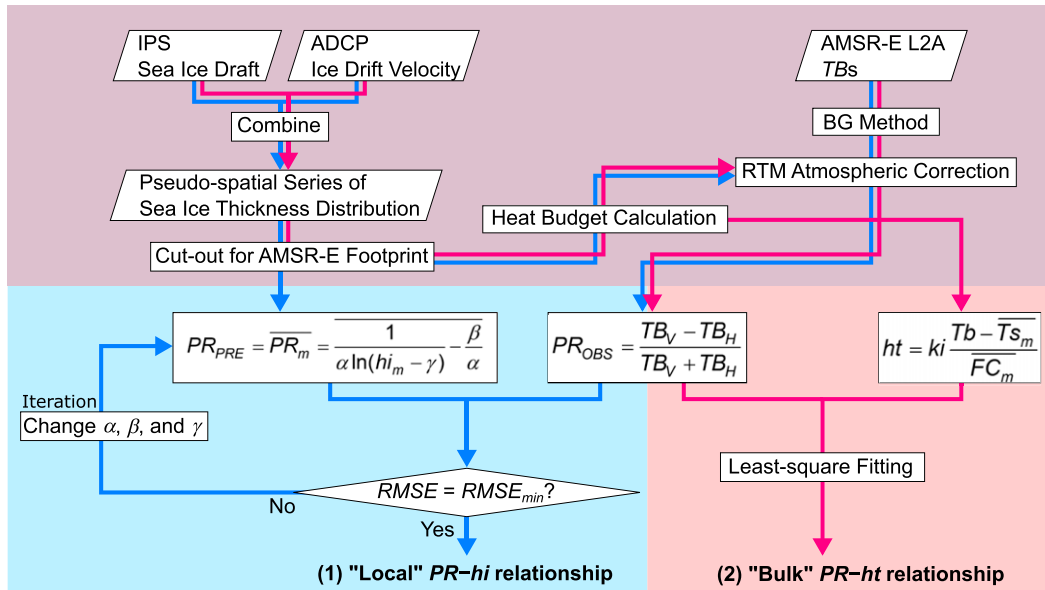 IPS
Sea Ice Draft
ADCP
Ice Drift Velocity
AMSR-E L2A
TBs
Combine
BG Method
Pseudo-spatial Series of
Sea Ice Thickness Distribution
RTM Atmospheric Correction
Heat Budget Calculation
Cut-out for AMSR-E Footprint
PR_PRE = \overline{PR_m} = \overline{\frac{1}{α ln(hi_m − γ)} − \frac{β}{α}}
PR_OBS = \frac{TB_V − TB_H}{TB_V + TB_H}
ht = ki \frac{Tb − \overline{Ts_m}}{\overline{FC_m}}
Iteration
Change α, β, and γ
Least-square Fitting
RMSE = RMSE_min?
No
Yes
(1) "Local" PR−hi relationship
(2) "Bulk" PR−ht relationship